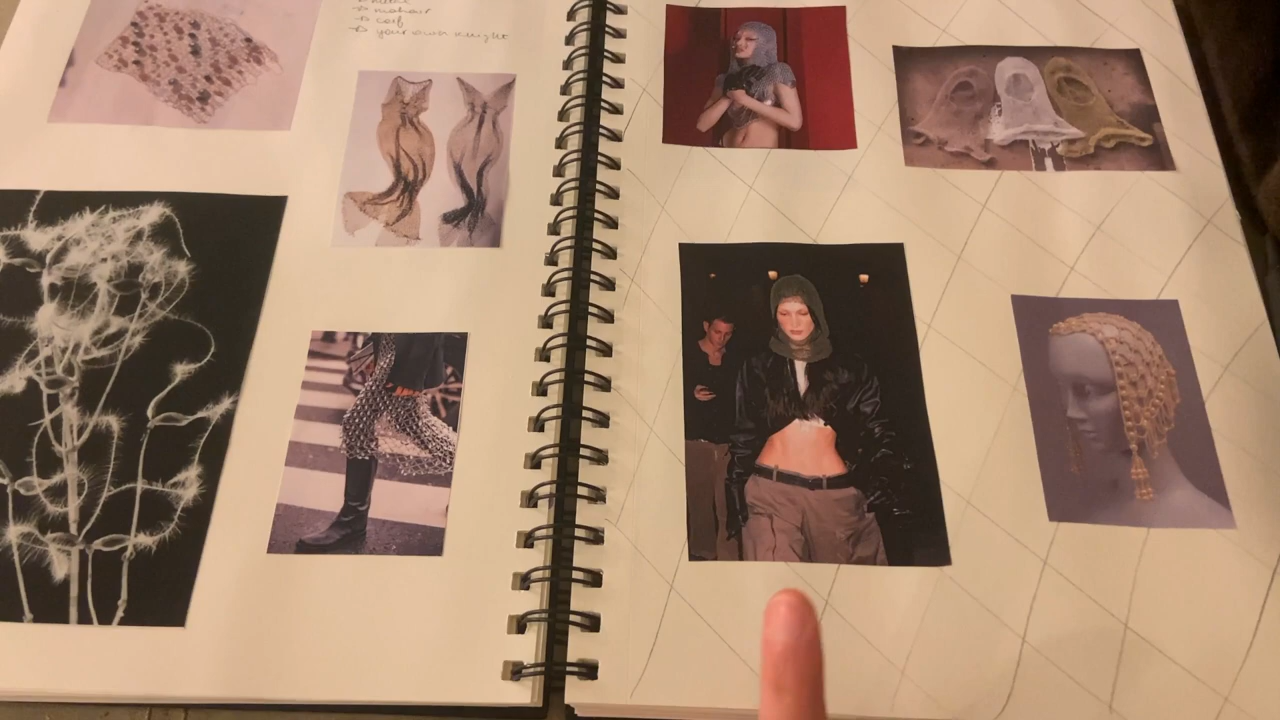 → mohair
→ coif
→ your own knight